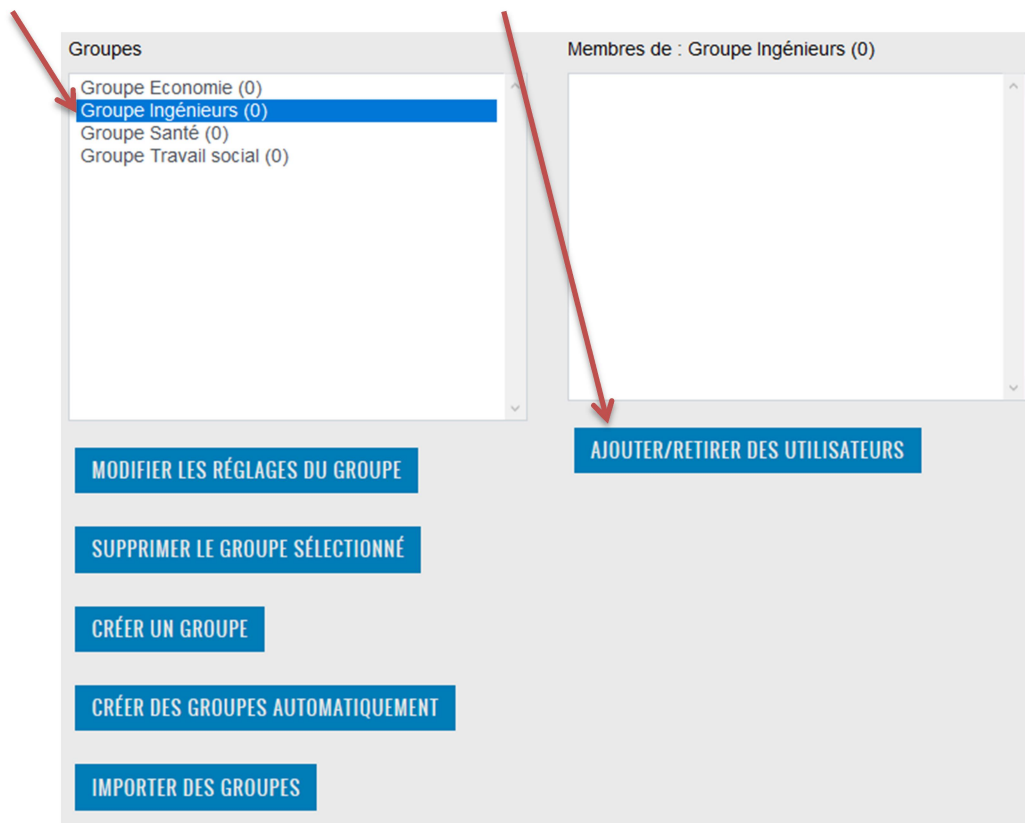 Groupes
Groupe Economie (0)
Groupe Ingénieurs (0)
Groupe Santé (0)
Groupe Travail social (0)
MODIFIER LES RÉGLAGES DU GROUPE
SUPPRIMER LE GROUPE SÉLECTIONNÉ
CRÉER UN GROUPE
CRÉER DES GROUPES AUTOMATIQUEMENT
IMPORTER DES GROUPES
Membres de : Groupe Ingénieurs (0)
AJOUTER/RETIRER DES UTILISATEURS